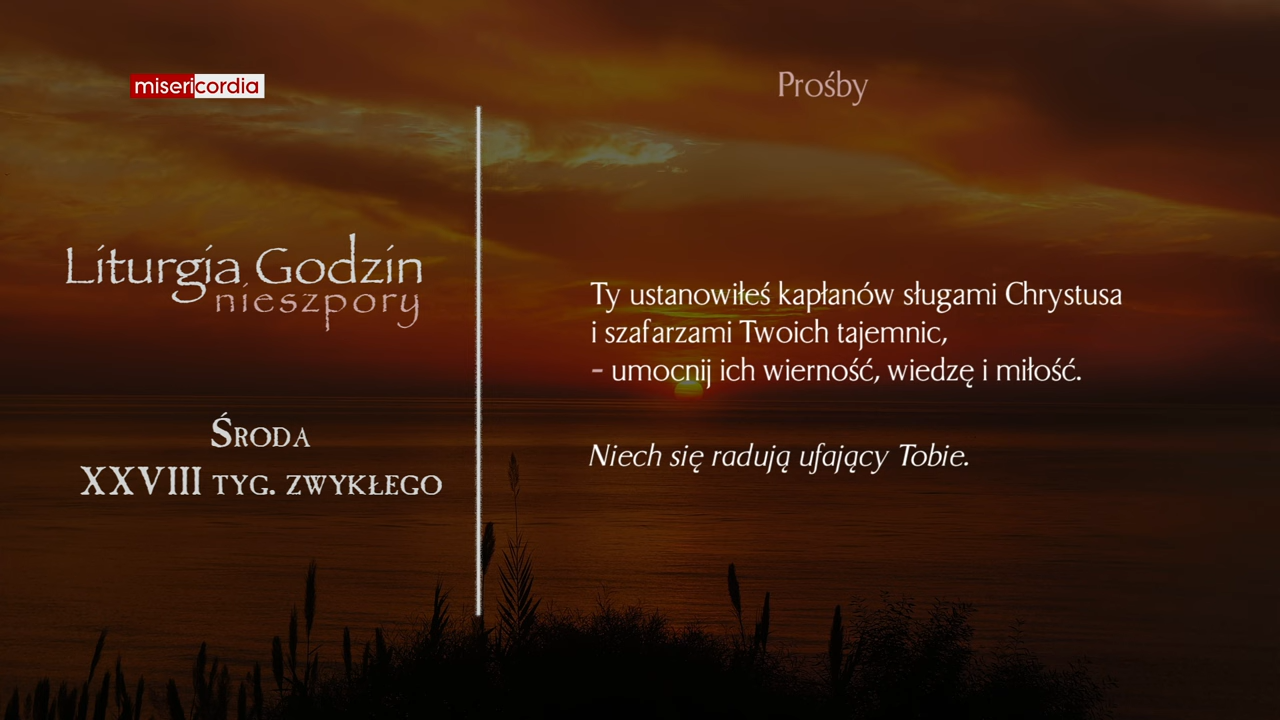 misericordia
Liturgia Godzin
nieszpory
Środa
XXVIII tyg. zwykłego
Prośby
Ty ustanowiłeś kapłanów sługami Chrystusa
i szafarzami Twoich tajemnic,
- umocnij ich wierność, wiedzę i miłość.
Niech się radują ufający Tobie.